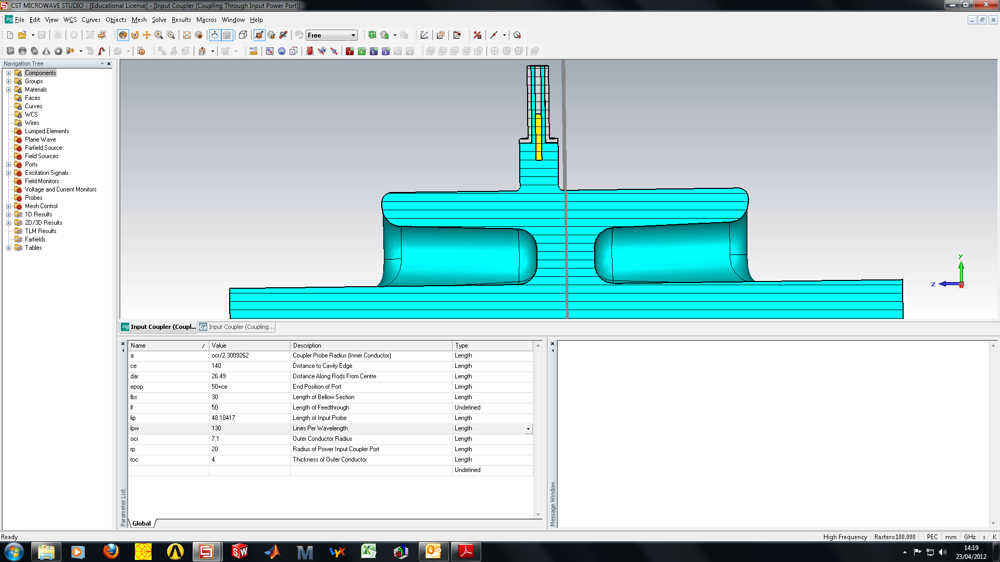 CST MICROWAVE STUDIO - [Educational License] - [Input Coupler (Coupling Through Input Power Port)]
File Edit View WCS Curves Objects Mesh Solve Results Macros Window Help
Free
Navigation Tree
Components
Groups
Materials
Faces
Curves
WCS
Wires
Lumped Elements
Plane Wave
Farfield Source
Field Sources
Ports
Excitation Signals
Field Monitors
Voltage and Current Monitors
Probes
Mesh Control
1D Results
2D/3D Results
TLM Results
Farfields
Tables
y
z
Input Coupler (Coupl... Input Coupler (Coupling...
Name / Value Description Type
a ocr/2.3009262 Coupler Probe Radius (Inner Conductor) Length
ce 140 Distance to Cavity Edge Length
dar 26.49 Distance Along Rods From Centre Length
epop 50+ce End Position of Port Length
lbs 30 Length of Bellow Section Length
lf 50 Length of Feedthrough Undefined
lip 48.18417 Length of Input Probe Length
lpw 130 Lines Per Wavelength Length
ocr 7.1 Outer Conductor Radius Length
rp 20 Radius of Power Input Coupler Port Length
toc 4 Thickness of Outer Conductor Length
Undefined
Parameter List
Global
Message Window
Ready
High Frequency Raster=100.000 PEC mm GHz s K
14:19
23/04/2012